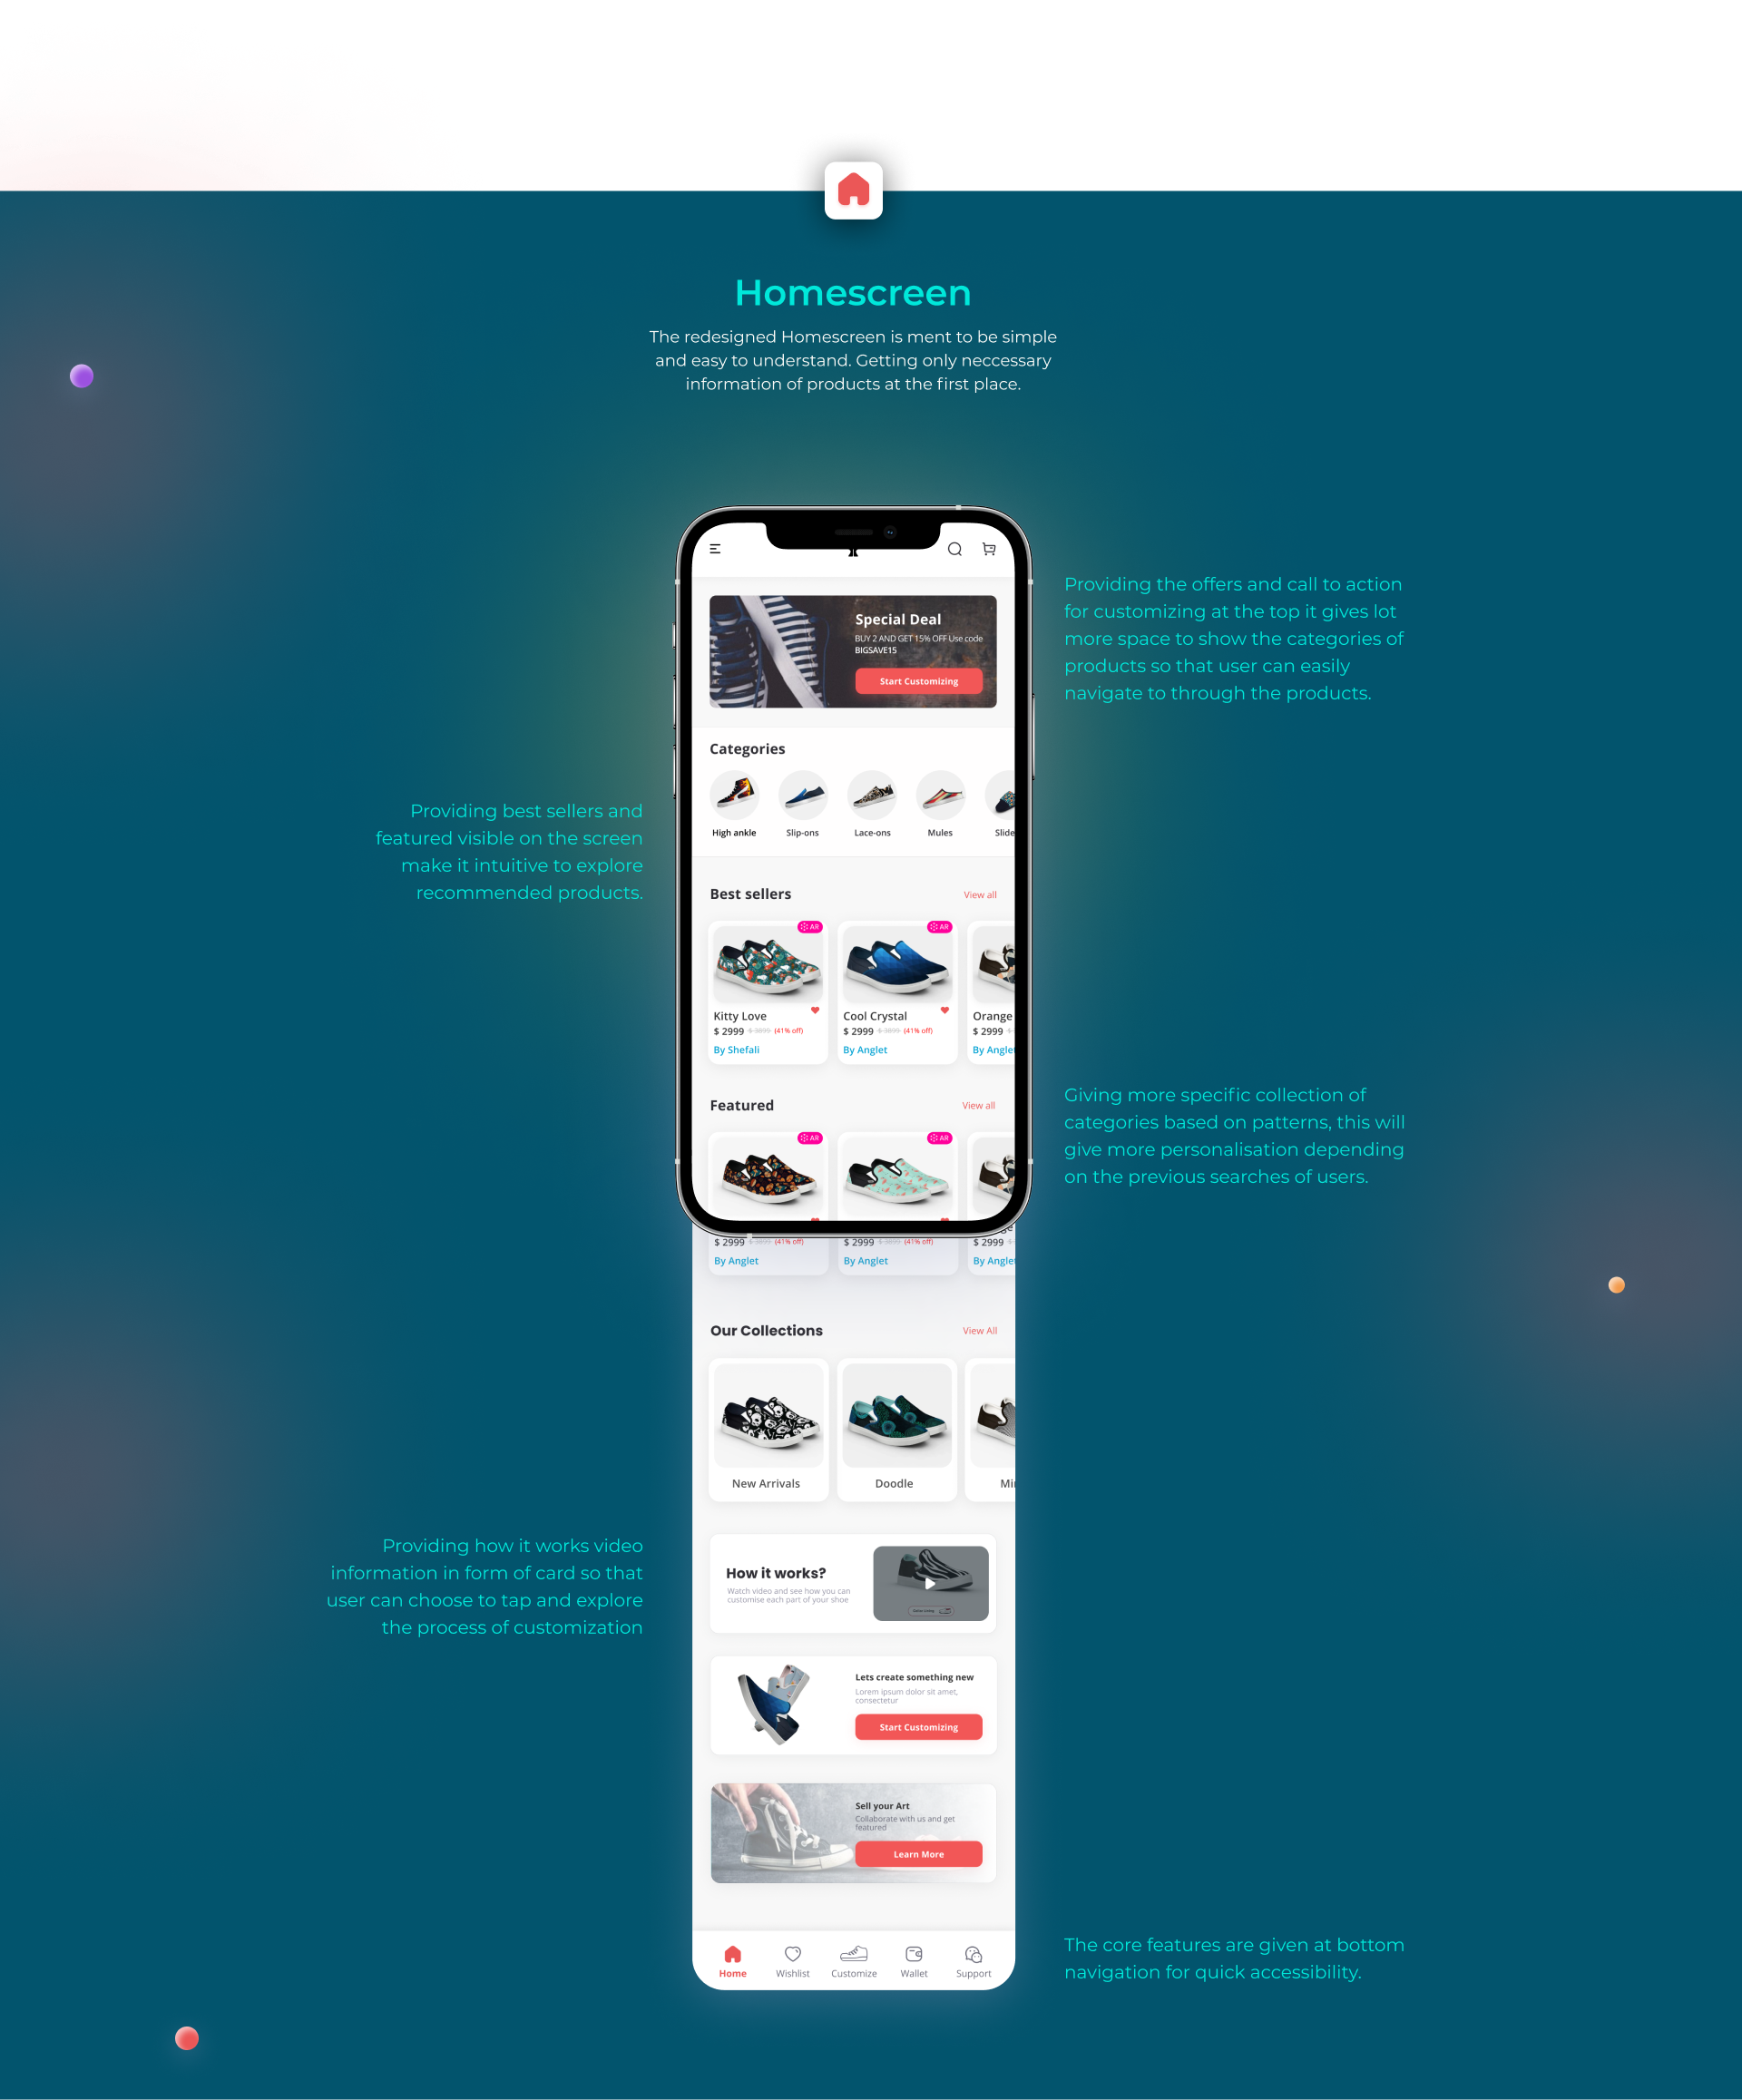 Homescreen
The redesigned Homescreen is ment to be simple
and easy to understand. Getting only neccessary
information of products at the first place.
Special Deal
BUY 2 AND GET 15% OFF Use code
BIGSAVE15
Start Customizing
Providing the offers and call to action
for customizing at the top it gives lot
more space to show the categories of
products so that user can easily
navigate to through the products.
Categories
High ankle
Slip-ons
Lace-ons
Mules
Slide
Providing best sellers and
featured visible on the screen
make it intuitive to explore
recommended products.
Best sellers
View all
AR
AR
Kitty Love
Cool Crystal
Orange
$ 2999 $ 3899 (41% off)
$ 2999 $ 3899 (41% off)
$ 2999 $
By Shefali
By Anglet
By Angle
Featured
View all
AR
AR
$ 2999 $ 3899 (41% off)
$ 2999 $ 3899 (41% off)
$ 2999 $
By Anglet
By Anglet
By Angle
Giving more specific collection of
categories based on patterns, this will
give more personalisation depending
on the previous searches of users.
Our Collections
View All
New Arrivals
Doodle
Mi
Providing how it works video
information in form of card so that
user can choose to tap and explore
the process of customization
How it works?
Watch video and see how you can
customise each part of your shoe
Lets create something new
Lorem ipsum dolor sit amet,
consectetur
Start Customizing
Sell your Art
Collaborate with us and get
featured
Learn More
Home
Wishlist
Customize
Wallet
Support
The core features are given at bottom
navigation for quick accessibility.